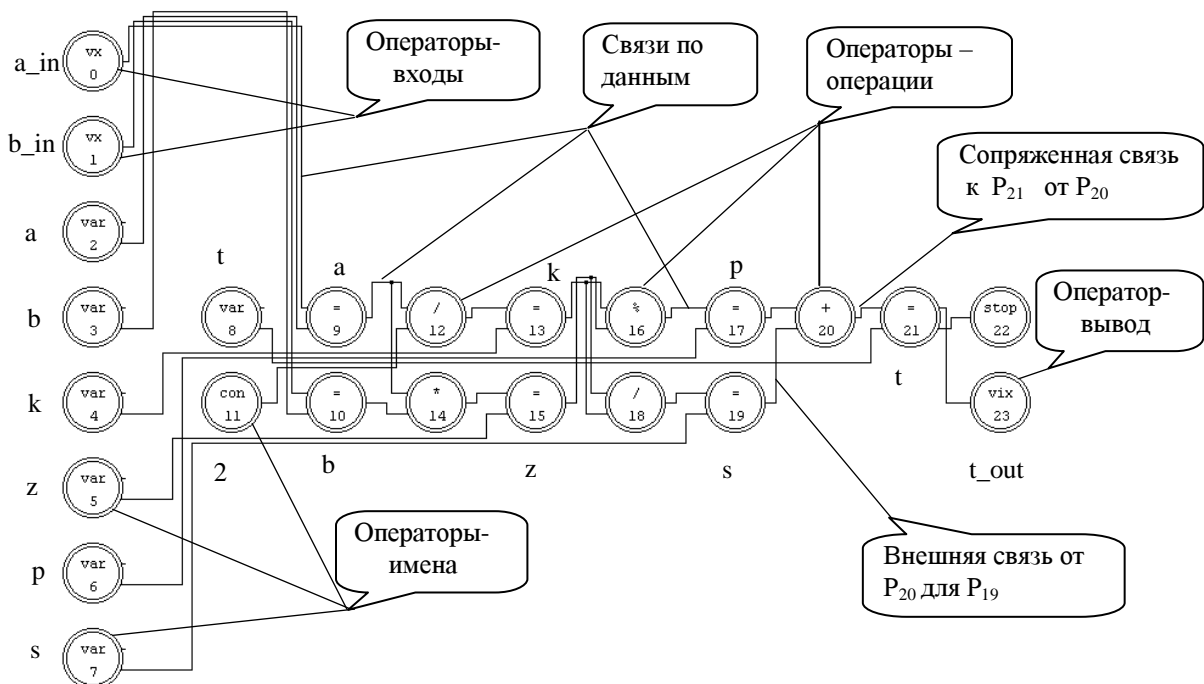 Операторы-
входы
Связи по
данным
Операторы –
операции
Сопряженная связь
к P21 от P20
Оператор-
вывод
a_in
vx
0
b_in
vx
1
a
var
2
b
var
3
k
var
4
z
var
5
p
var
6
s
var
7
t
var
8
a
=
9
/
12
k
=
13
%
16
p
=
17
+
20
=
21
t
stop
22
con
11
2
=
10
b
*
14
=
15
z
/
18
=
19
s
vix
23
t_out
Операторы-
имена
Внешняя связь от
P20 для P19